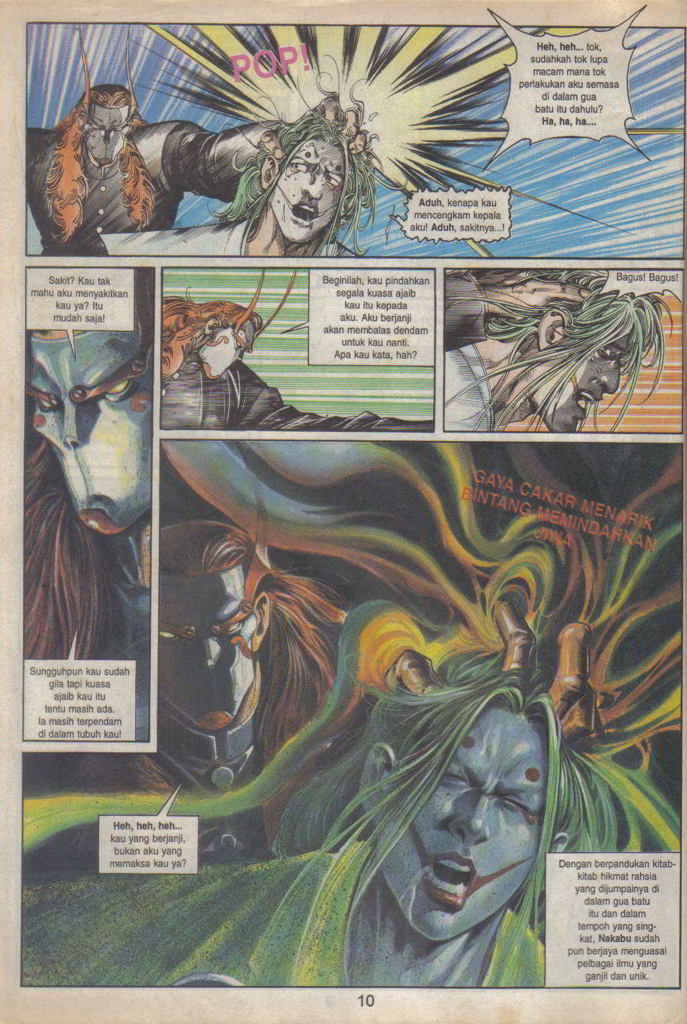 POP!
Heh, heh... tok,
sudahkah tok lupa
macam mana tok
perlakukan aku semasa
di dalam gua
batu itu dahulu?
Ha, ha, ha....
Aduh, kenapa kau
mencengkam kepala
aku! Aduh, sakitnya...!
Sakit? Kau tak
mahu aku menyakitkan
kau ya? Itu
mudah saja!
Sungguhpun kau sudah
gila tapi kuasa
ajaib kau itu
tentu masih ada.
Ia masih terpendam
di dalam tubuh kau!
Beginilah, kau pindahkan
segala kuasa ajaib
kau itu kepada
aku. Aku berjanji
akan membalas dendam
untuk kau nanti.
Apa kau kata, hah?
Bagus! Bagus!
GAYA CAKAR MENARIK
BINTANG MEMINDAHKAN
Heh, heh, heh...
kau yang berjanji,
bukan aku yang
memaksa kau ya?
Dengan berpandukan kitab-
kitab hikmat rahsia
yang dijumpainya di
dalam gua batu
itu dan dalam
tempoh yang sing-
kat, Nakabu sudah
pun berjaya menguasai
pelbagai ilmu yang
ganjil dan unik.
10